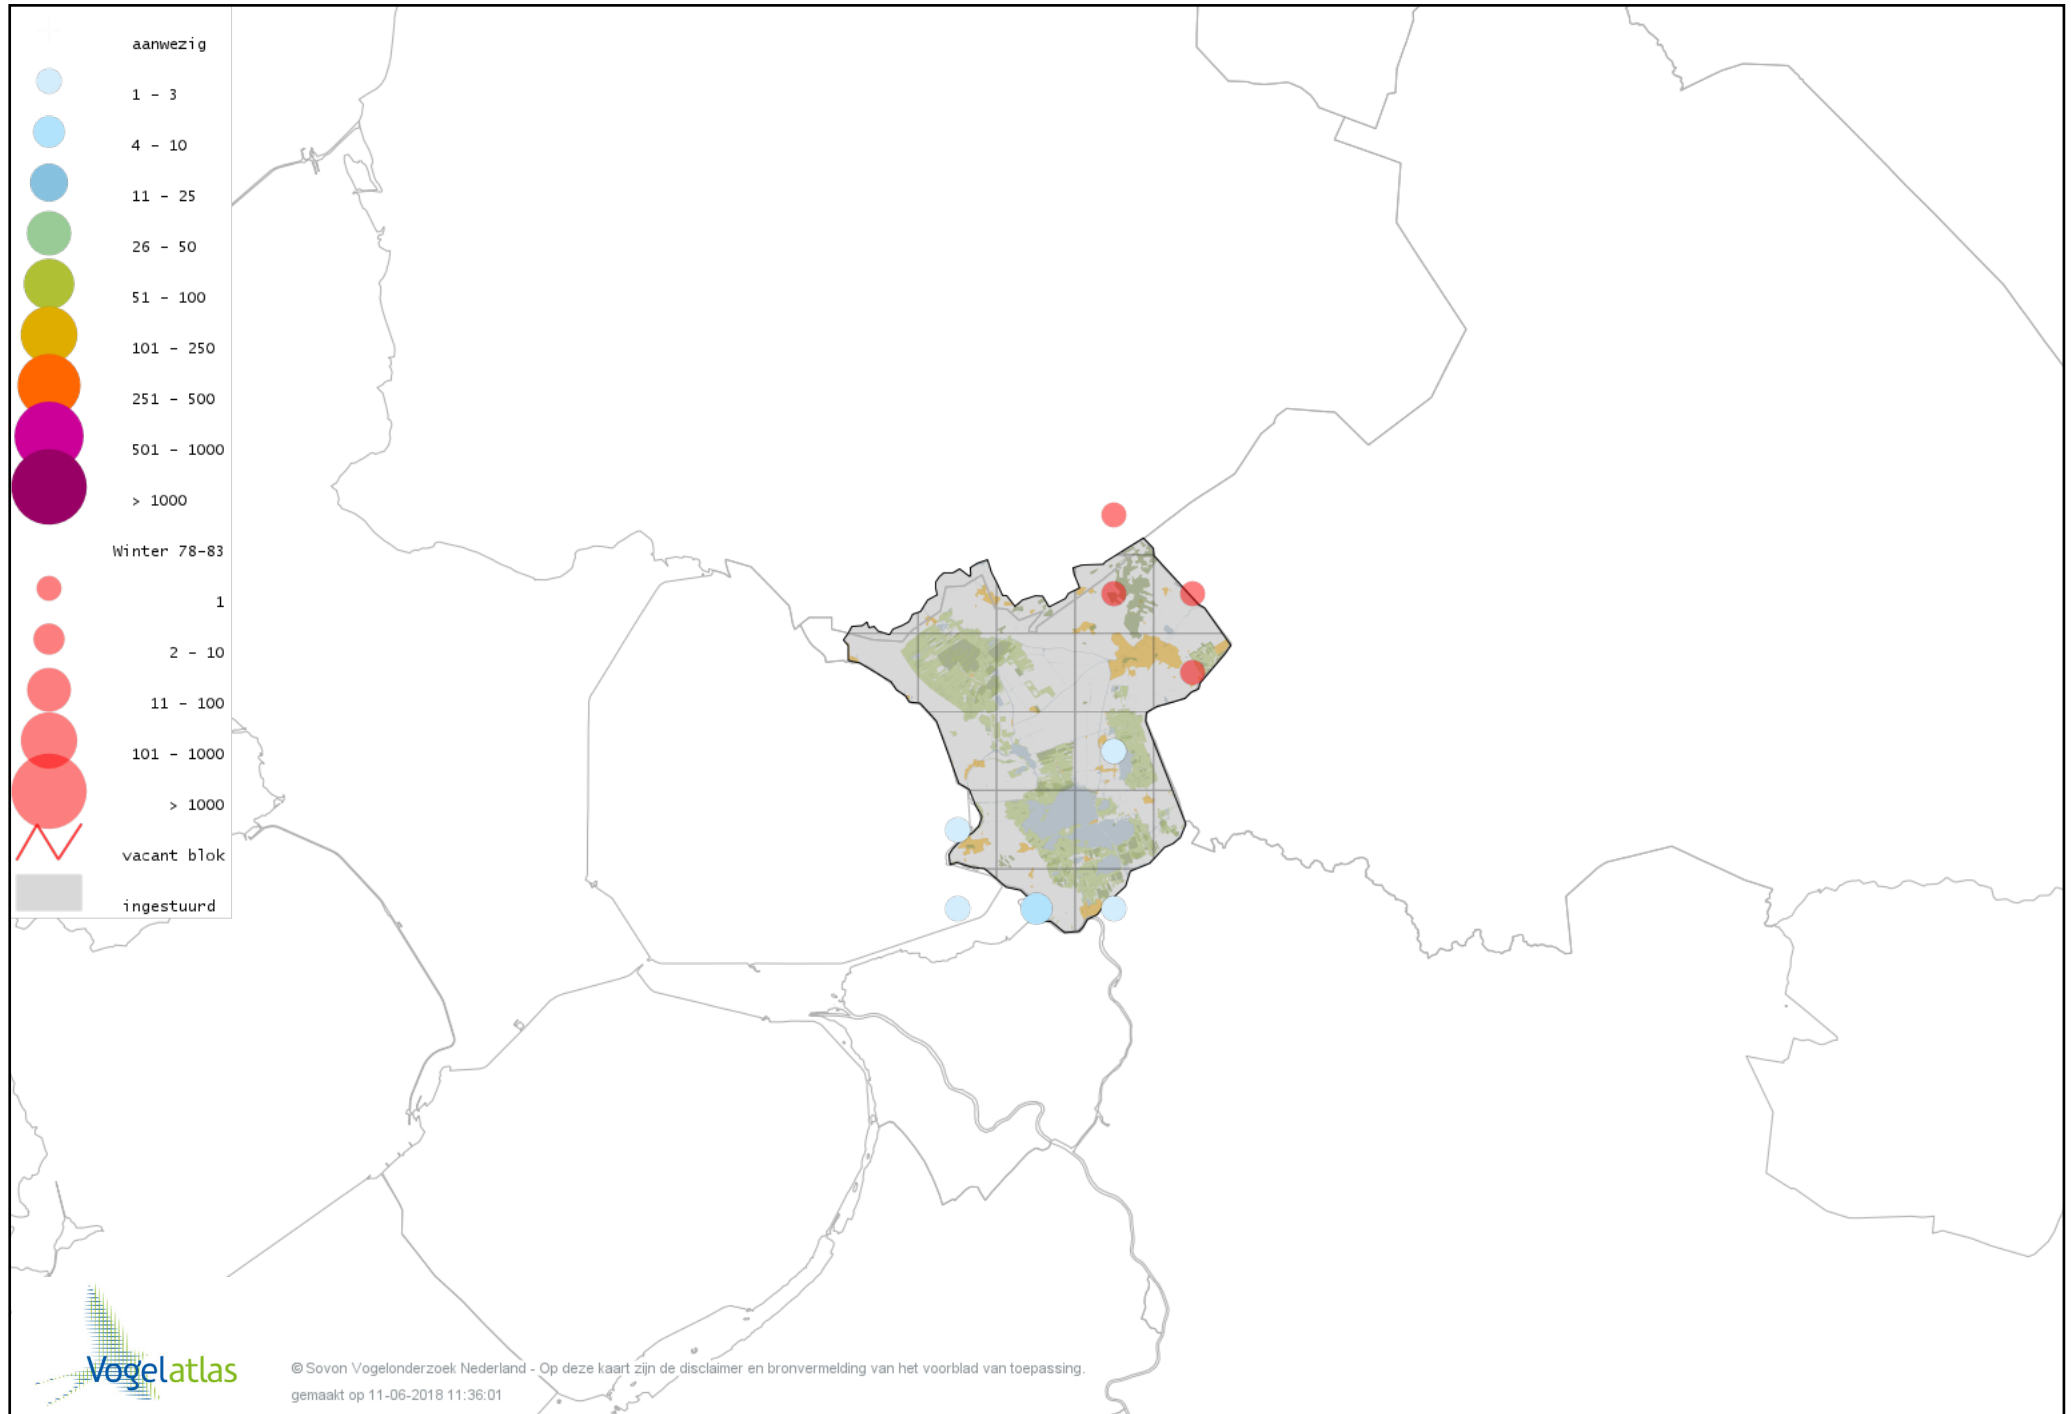 aanwezig
1 - 3
4 - 10
11 - 25
26 - 50
51 - 100
101 - 250
251 - 500
501 - 1000
> 1000
Winter 78-83
1
2 - 10
11 - 100
101 - 1000
> 1000
vacant blok
ingestuurd
Vogelatlas
© Sovon Vogelonderzoek Nederland - Op deze kaart zijn de disclaimer en bronvermelding van het voorblad van toepassing.
gemaakt op 11-06-2018 11:36:01